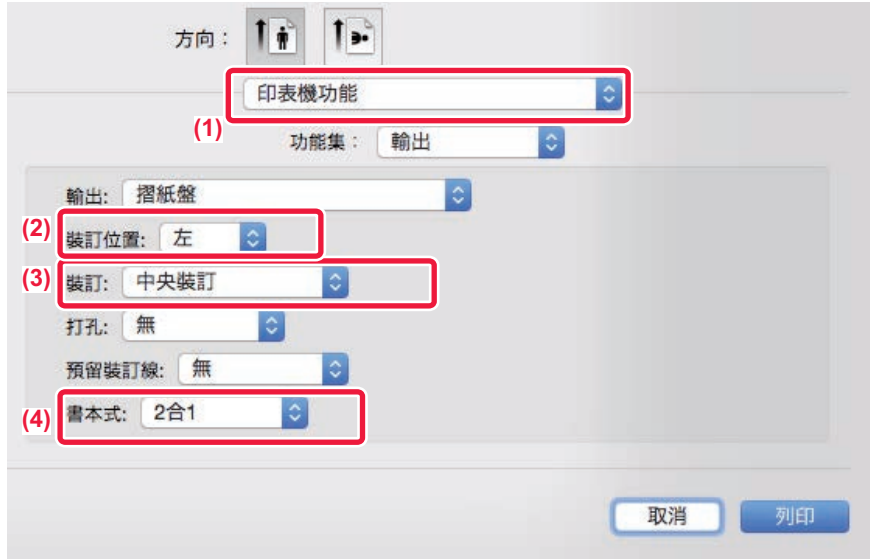 方向：
印表機功能
(1)
功能集： 輸出
輸出: 摺紙盤
(2) 裝訂位置: 左
(3) 裝訂: 中央裝訂
打孔: 無
預留裝訂線: 無
(4) 書本式: 2合1
取消 列印